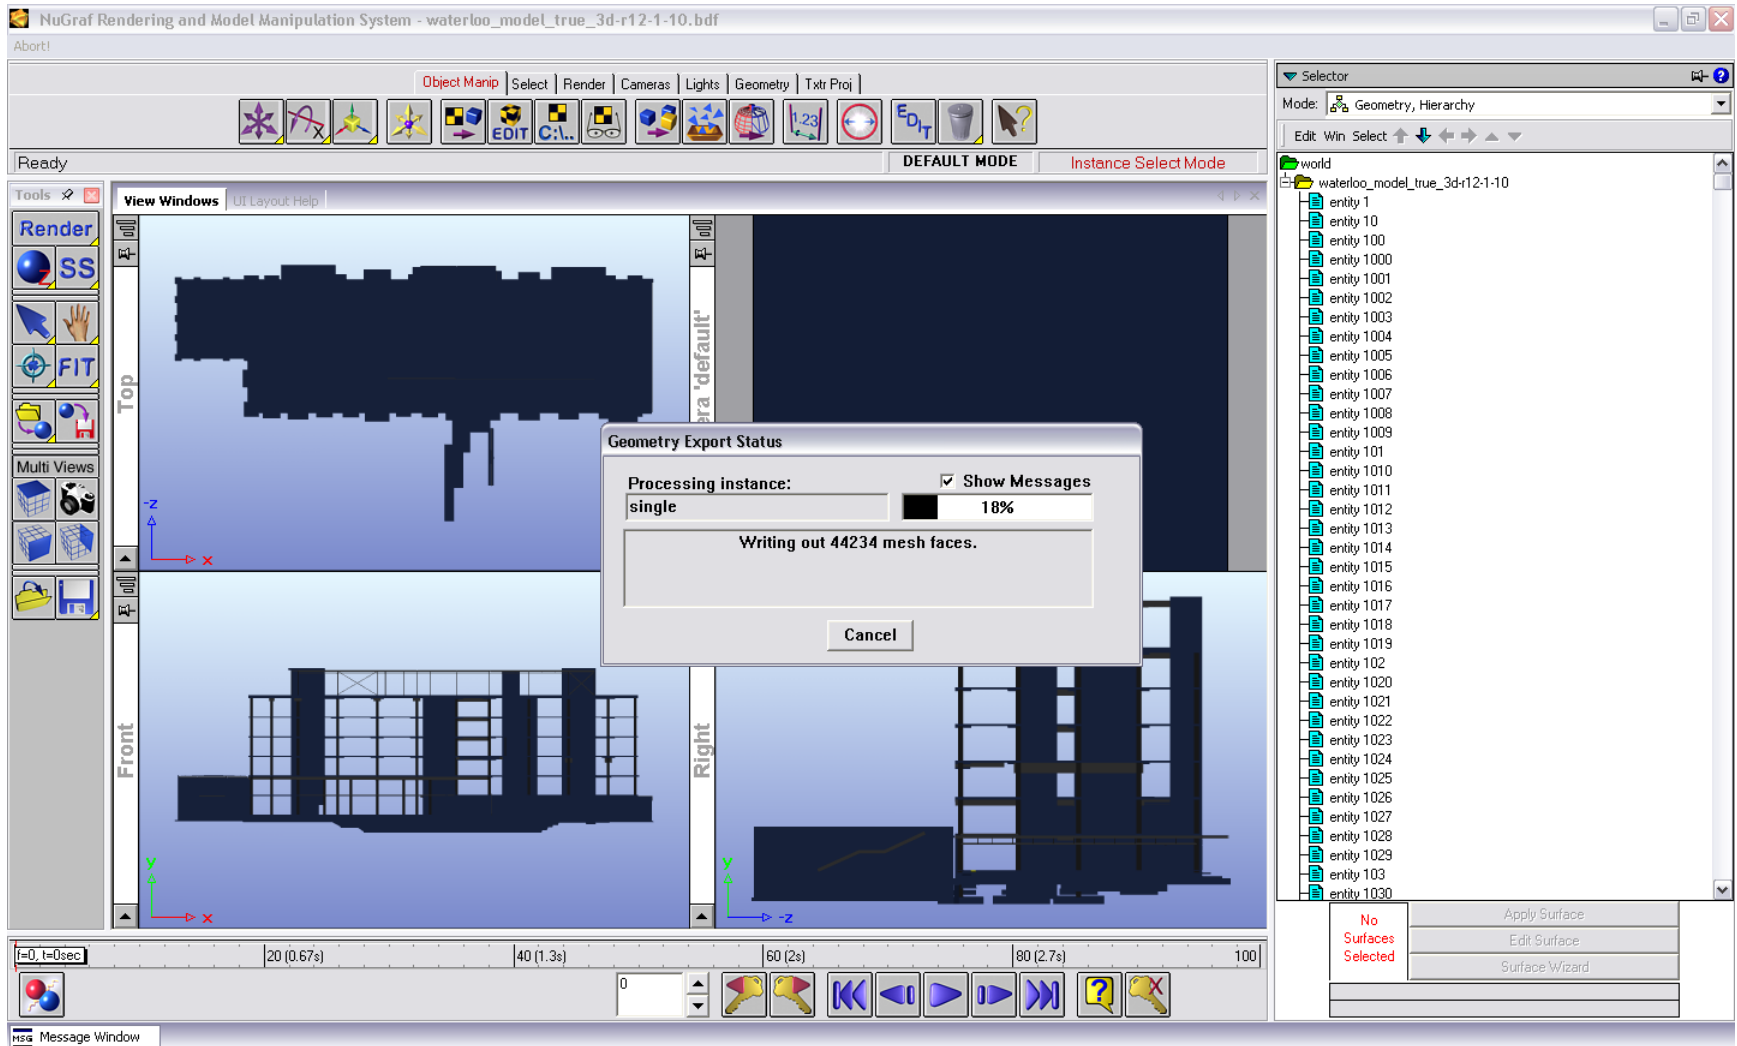 NuGraf Rendering and Model Manipulation System - waterloo_model_true_3d-r12-1-10.bdf
Abort!
Object Manip Select Render Cameras Lights Geometry Txtr Proj
X EDIT C:\.. 1.23 EDIT ?
Ready DEFAULT MODE Instance Select Mode
Tools
Render
Z SS
FIT
Multi Views
View Windows UI Layout Help
Top
-z
x
era 'default'
Front
y
x
Right
y
-z
Geometry Export Status
Processing instance: Show Messages
single 18%
Writing out 44234 mesh faces.
Cancel
Selector ?
Mode: Geometry, Hierarchy
Edit Win Select
world
waterloo_model_true_3d-r12-1-10
entity 1
entity 10
entity 100
entity 1000
entity 1001
entity 1002
entity 1003
entity 1004
entity 1005
entity 1006
entity 1007
entity 1008
entity 1009
entity 101
entity 1010
entity 1011
entity 1012
entity 1013
entity 1014
entity 1015
entity 1016
entity 1017
entity 1018
entity 1019
entity 102
entity 1020
entity 1021
entity 1022
entity 1023
entity 1024
entity 1025
entity 1026
entity 1027
entity 1028
entity 1029
entity 103
entity 1030
No
Surfaces
Selected
Apply Surface
Edit Surface
Surface Wizard
f=0, t=0sec 20 (0.67s) 40 (1.3s) 60 (2s) 80 (2.7s) 100
0 ?
MSG Message Window